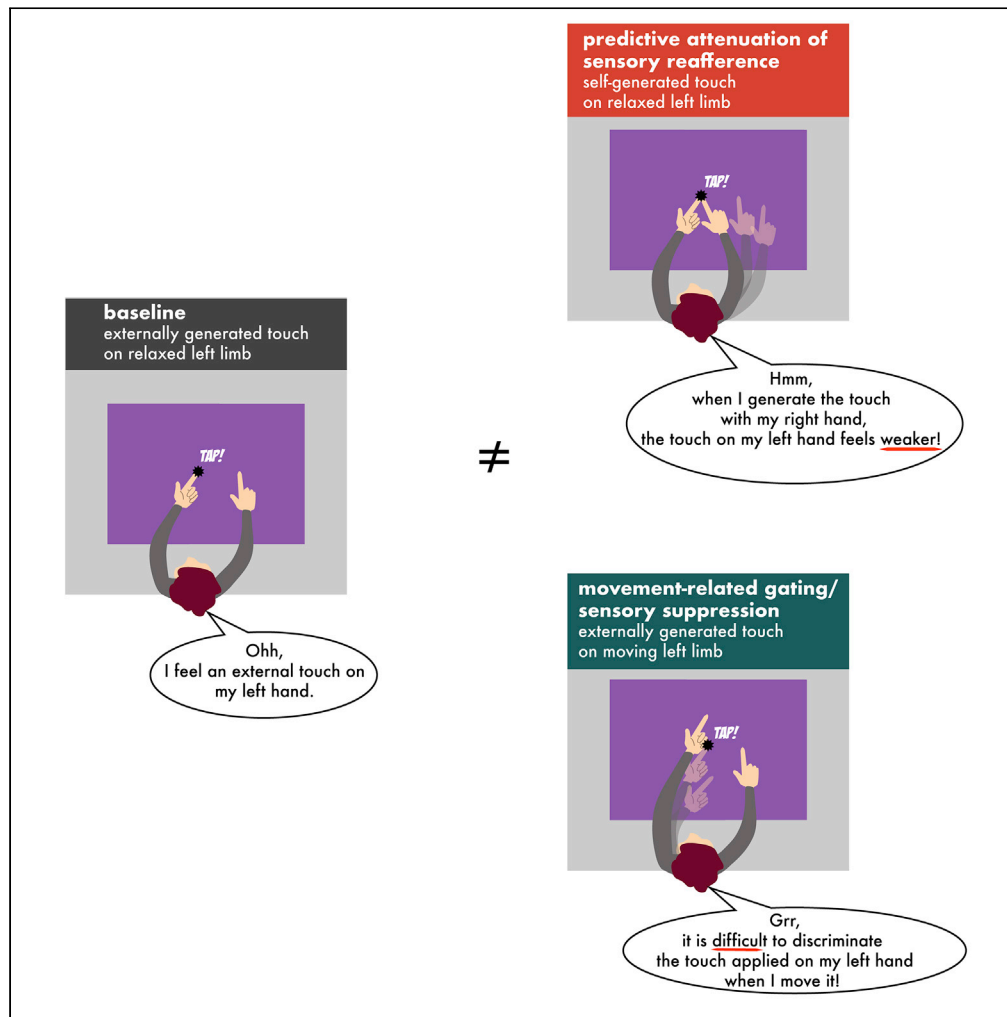 predictive attenuation of
sensory reafference
self-generated touch
on relaxed left limb
TAP!
Hmm,
when I generate the touch
with my right hand,
the touch on my left hand feels weaker!
baseline
externally generated touch
on relaxed left limb
TAP!
Ohh,
I feel an external touch on
my left hand.
≠
movement-related gating/
sensory suppression
externally generated touch
on moving left limb
TAP!
Grr,
it is difficult to discriminate
the touch applied on my left hand
when I move it!